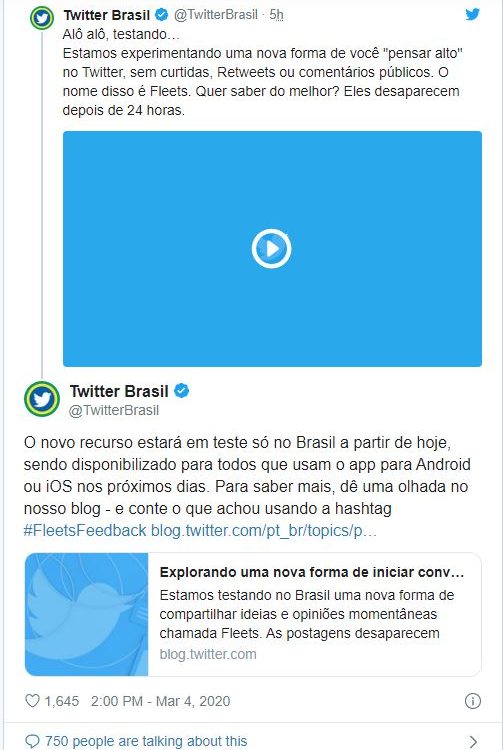 Twitter Brasil @TwitterBrasil · 5h
Alô alô, testando...
Estamos experimentando uma nova forma de você "pensar alto"
no Twitter, sem curtidas, Retweets ou comentários públicos. O
nome disso é Fleets. Quer saber do melhor? Eles desaparecem
depois de 24 horas.
Twitter Brasil
@TwitterBrasil
O novo recurso estará em teste só no Brasil a partir de hoje,
sendo disponibilizado para todos que usam o app para Android
ou iOS nos próximos dias. Para saber mais, dê uma olhada no
nosso blog - e conte o que achou usando a hashtag
#FleetsFeedback blog.twitter.com/pt_br/topics/p...
Explorando uma nova forma de iniciar conv...
Estamos testando no Brasil uma nova forma de
compartilhar ideias e opiniões momentâneas
chamada Fleets. As postagens desaparecem
blog.twitter.com
1,645 2:00 PM - Mar 4, 2020
750 people are talking about this